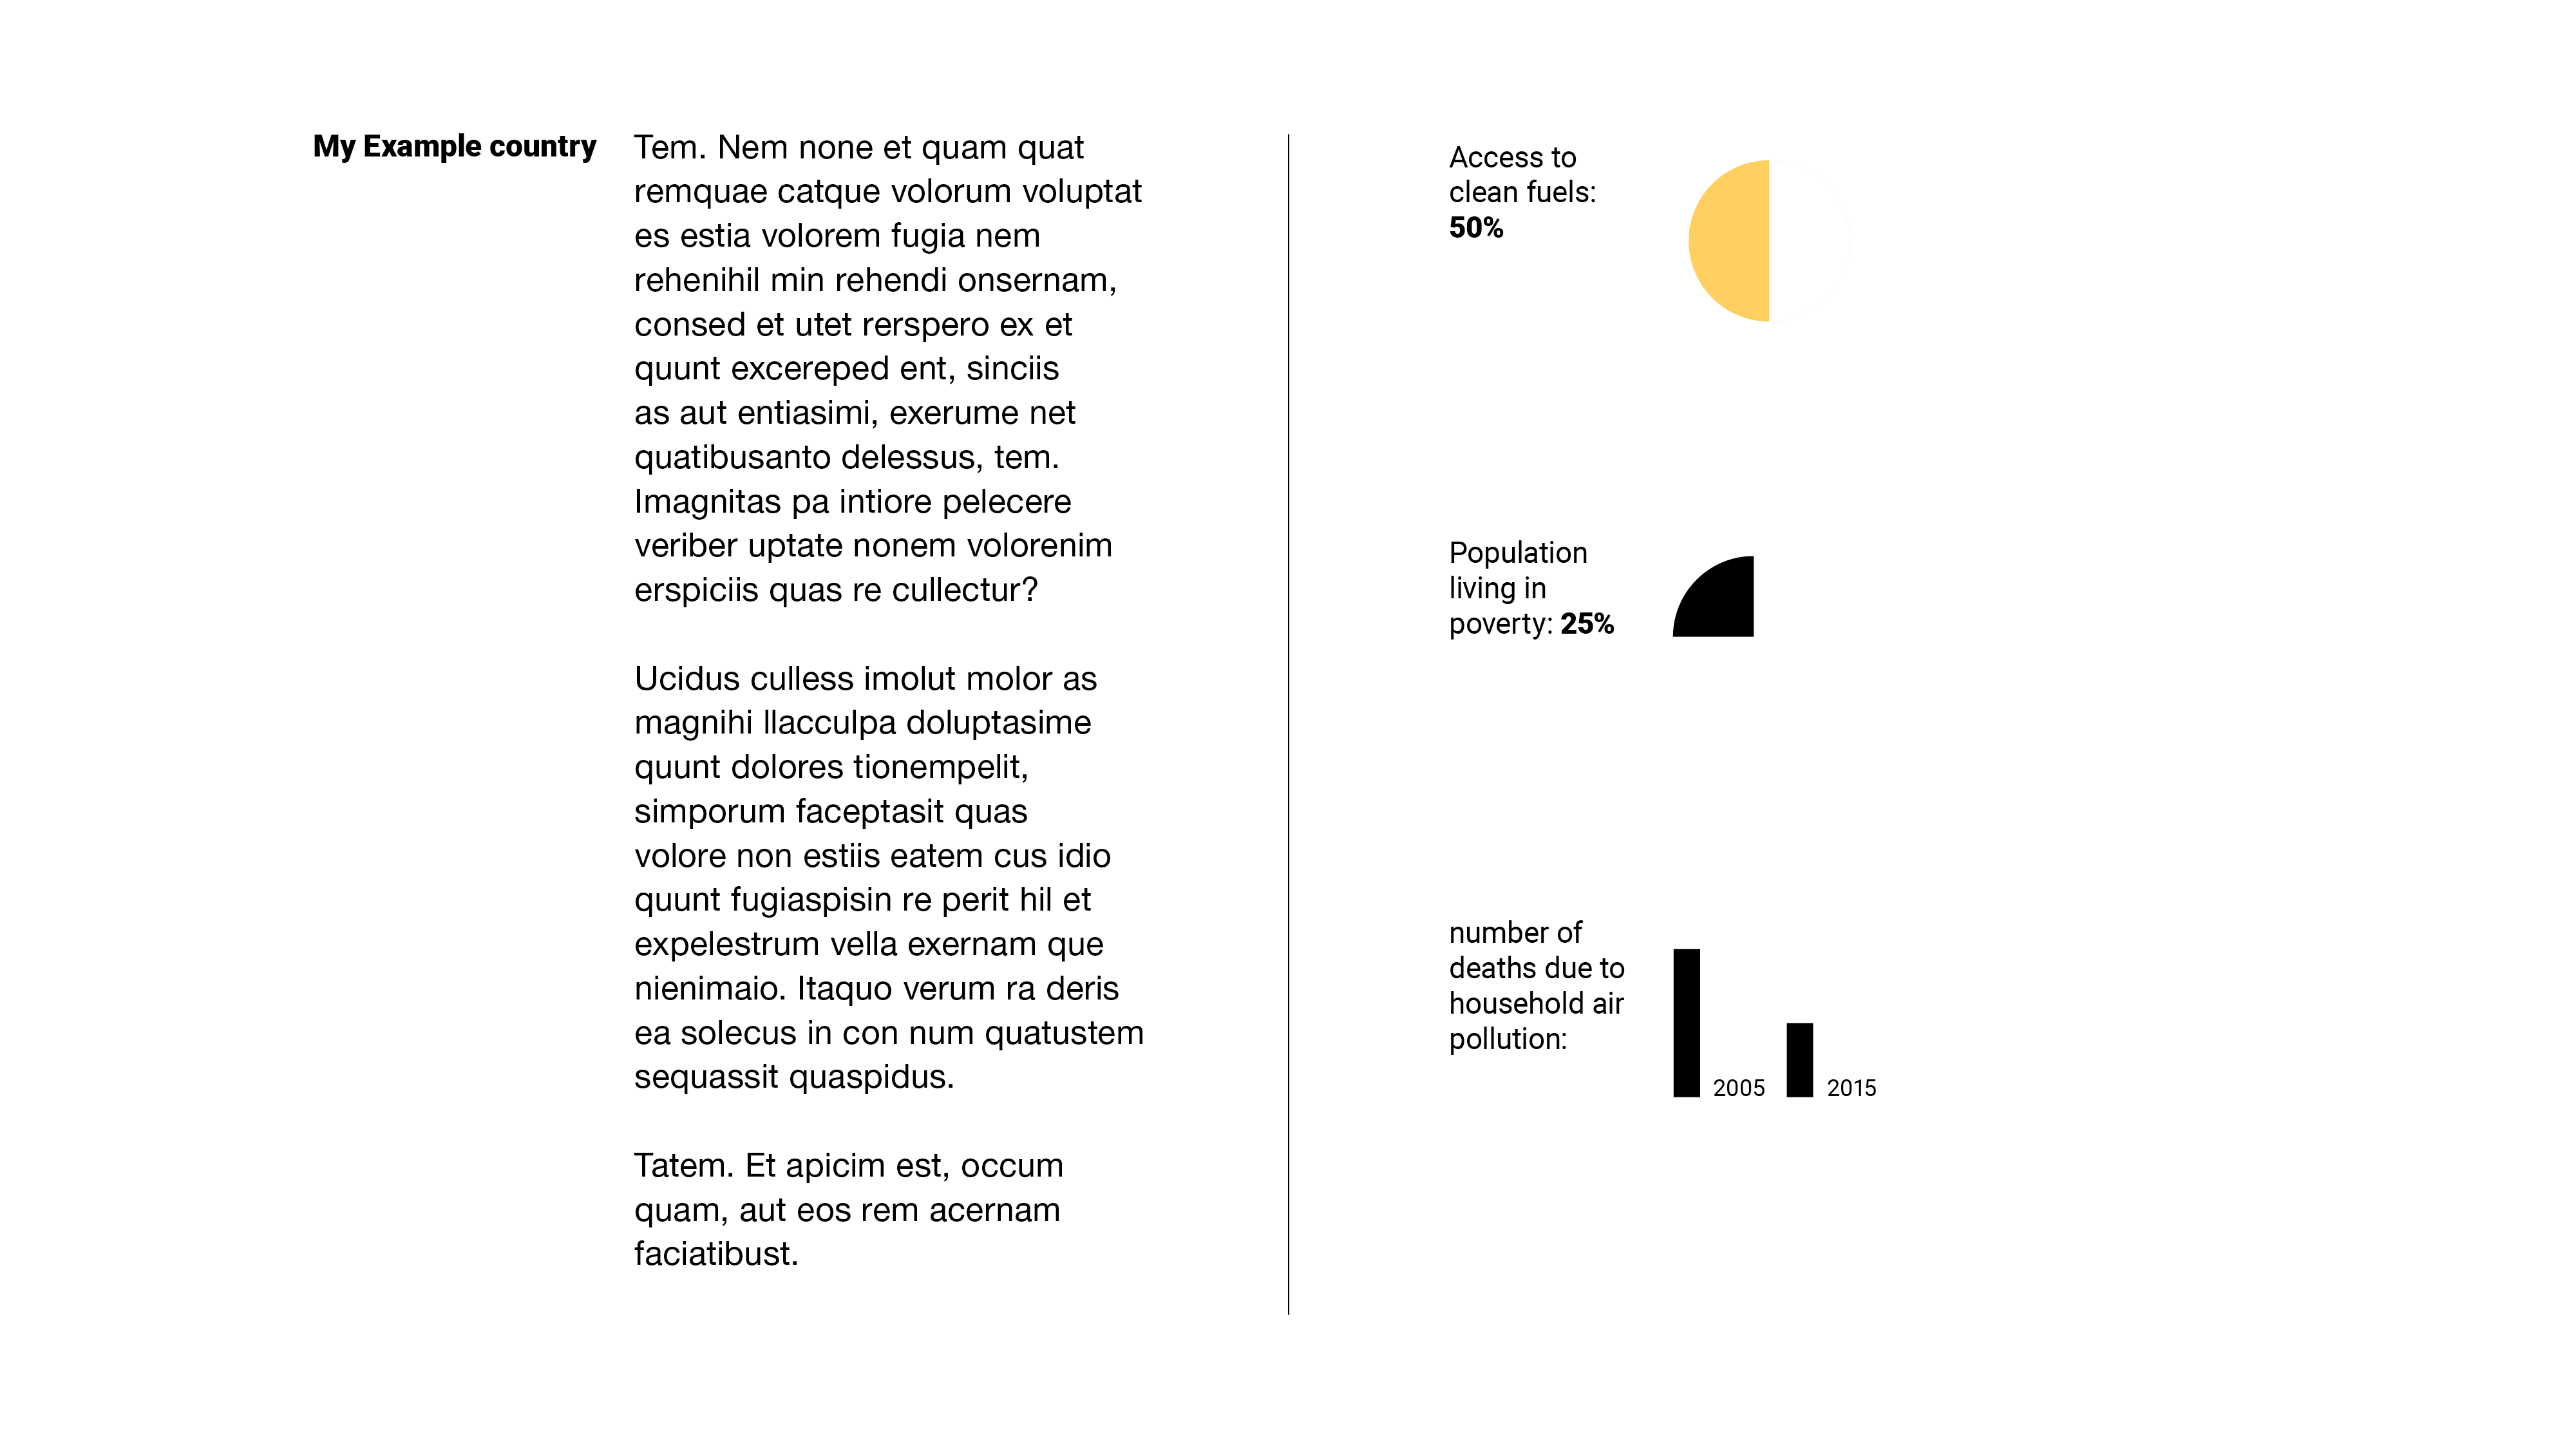 My Example country
Tem. Nem none et quam quat
remquae catque volorum voluptat
es estia volorem fugia nem
rehenihil min rehendi onsernam,
consed et utet rerspero ex et
quunt excereped ent, sinciis
as aut entiasimi, exerume net
quatibusanto delessus, tem.
Imagnitas pa intiore pelecere
veriber uptate nonem volorenim
erspiciis quas re cullectur?
Ucidus culless imolut molor as
magnihi llacculpa doluptasime
quunt dolores tionempelit,
simporum faceptasit quas
volore non estiis eatem cus idio
quunt fugiaspisin re perit hil et
expelestrum vella exernam que
nienimaio. Itaquo verum ra deris
ea solecus in con num quatustem
sequassit quaspidus.
Tatem. Et apicim est, occum
quam, aut eos rem acernam
faciatibust.
Access to
clean fuels:
50%
Population
living in
poverty: 25%
number of
deaths due to
household air
pollution:
2005
2015